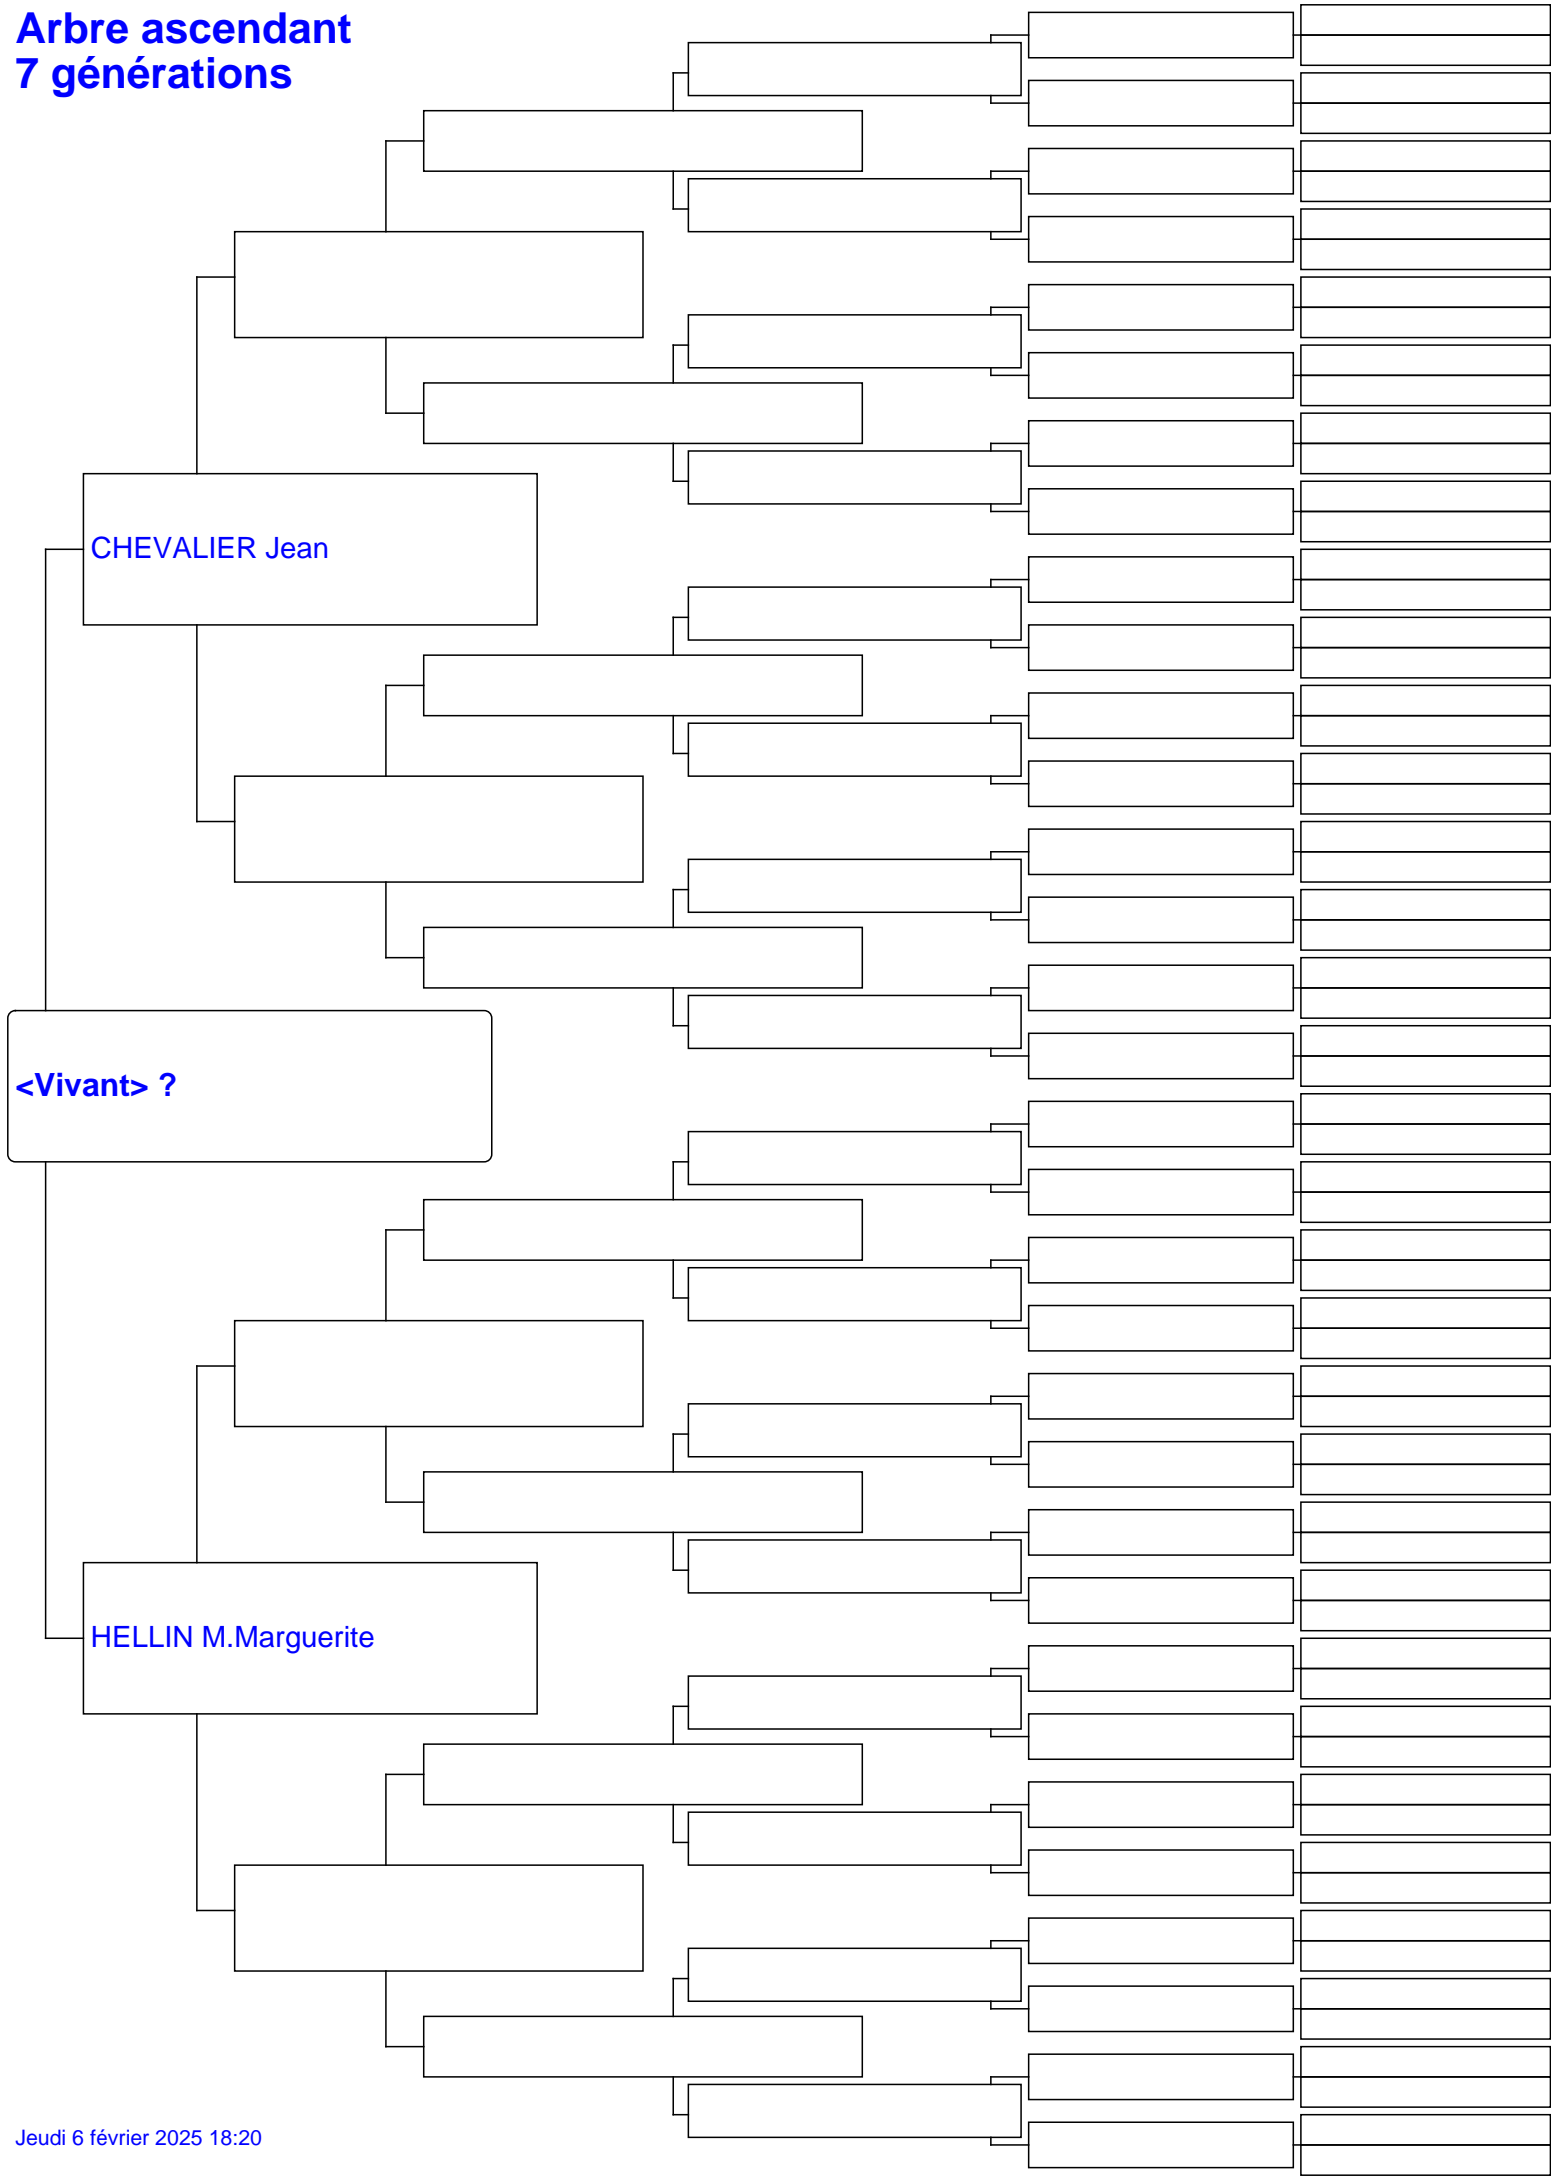 Arbre ascendant
7 générations
CHEVALIER Jean
<Vivant> ?
HELLIN M.Marguerite
Jeudi 6 février 2025 18:20